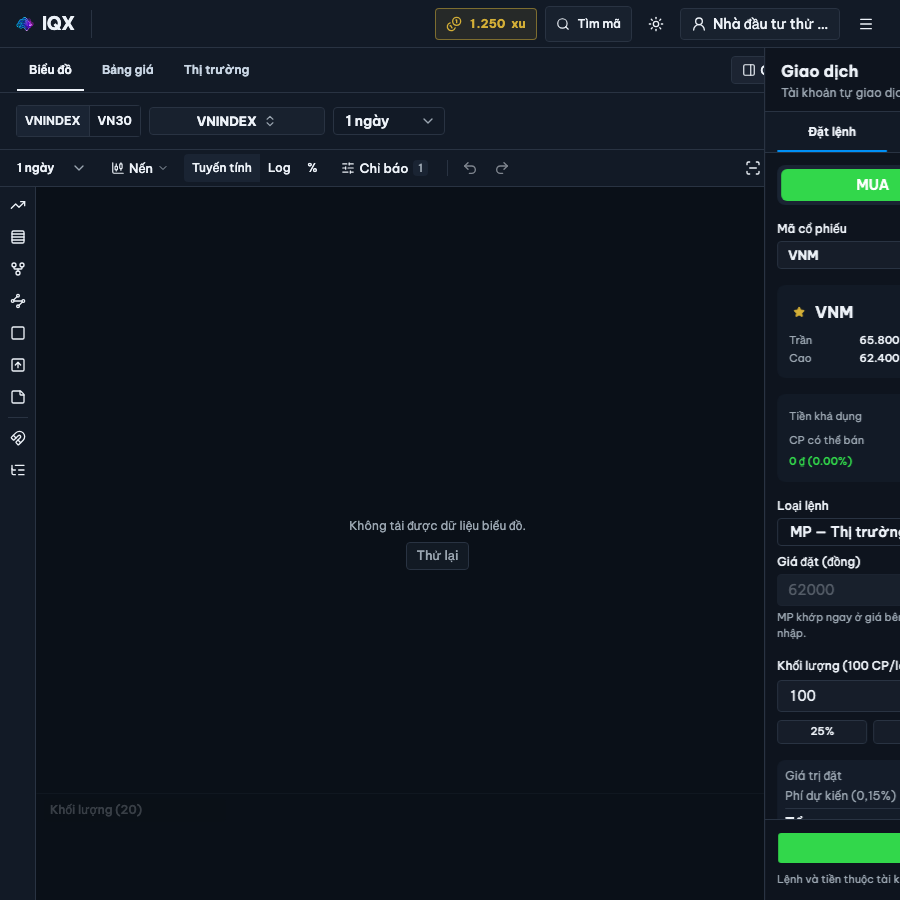 IQX
1.250 xu
Tìm mã
Nhà đầu tư thử ...
Biểu đồ
Bảng giá
Thị trường
Giao dịch
Tài khoản tự giao
VNINDEX
VN30
VNINDEX
1 ngày
Đặt lệnh
1 ngày
Nến
Tuyến tính
Log
%
Chỉ báo
1
MUA
Mã cổ phiếu
VNM
VNM
Trần
65.800
Cao
62.400
Tiền khả dụng
CP có thể bán
0 ₫ (0.00%)
Loại lệnh
MP — Thị trường
Giá đặt (đồng)
62000
MP khớp ngay ở giá bên
nhập.
Khối lượng (100 CP/
100
25%
Giá trị đặt
Phí dự kiến (0,15%)
Không tải được dữ liệu biểu đồ.
Thử lại
Khối lượng (20)
Lệnh và tiền thuộc tài